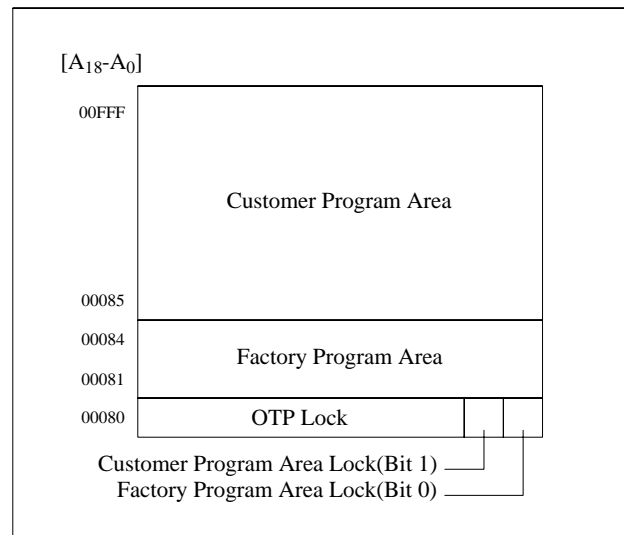 [A18-A0]
00FFF
Customer Program Area
00085
00084
Factory Program Area
00081
00080
OTP Lock
Customer Program Area Lock(Bit 1)
Factory Program Area Lock(Bit 0)